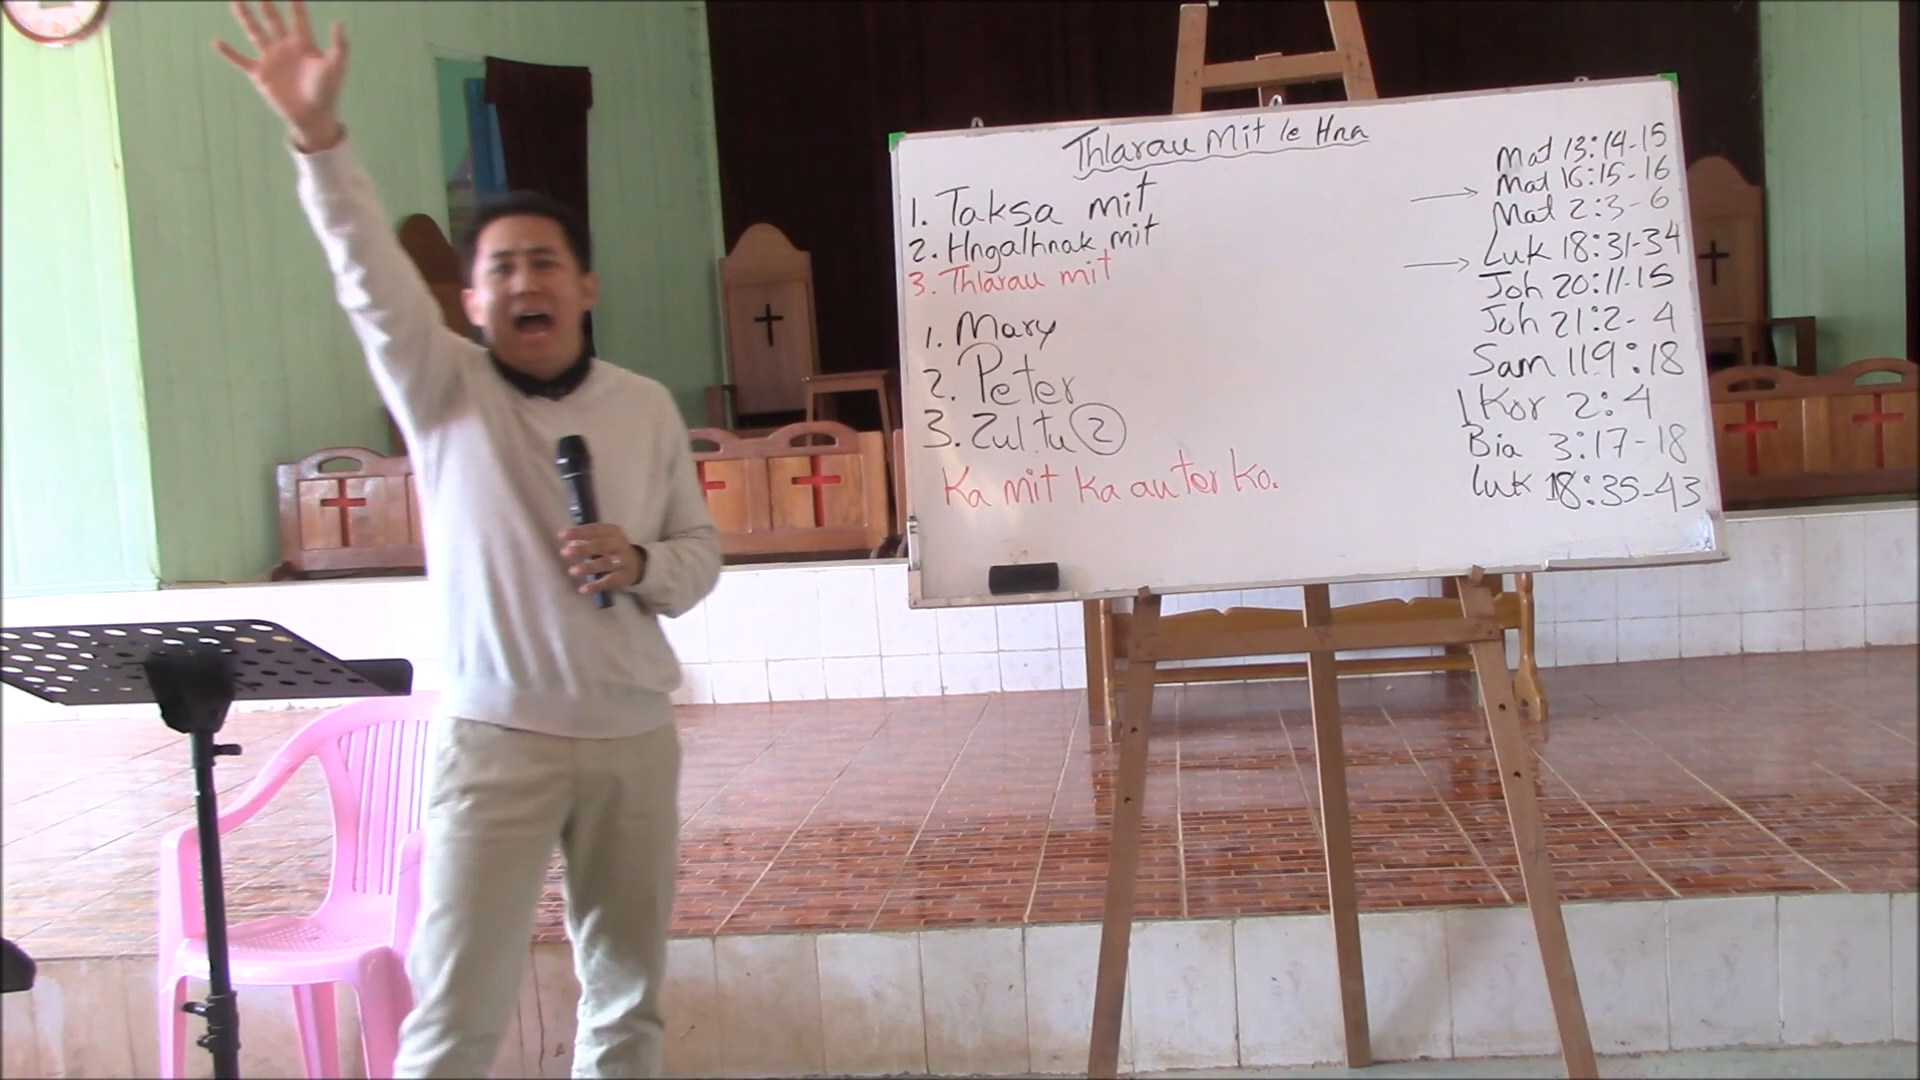 Thlarau Mit le Hna
1. Taksa mit
2. Hngalhnak mit
3. Thlarau mit
1. Mary
2. Peter
3. Zultu 2
Ka mit ka au ter ko.
Mat 13:14-15
Mat 16:15-16
Mat 2:3-6
Luk 18:31-34
Joh 20:11-15
Joh 21:2-4
Sam 119:18
1 Kor 2:4
Bia 3:17-18
Luk 18:35-43